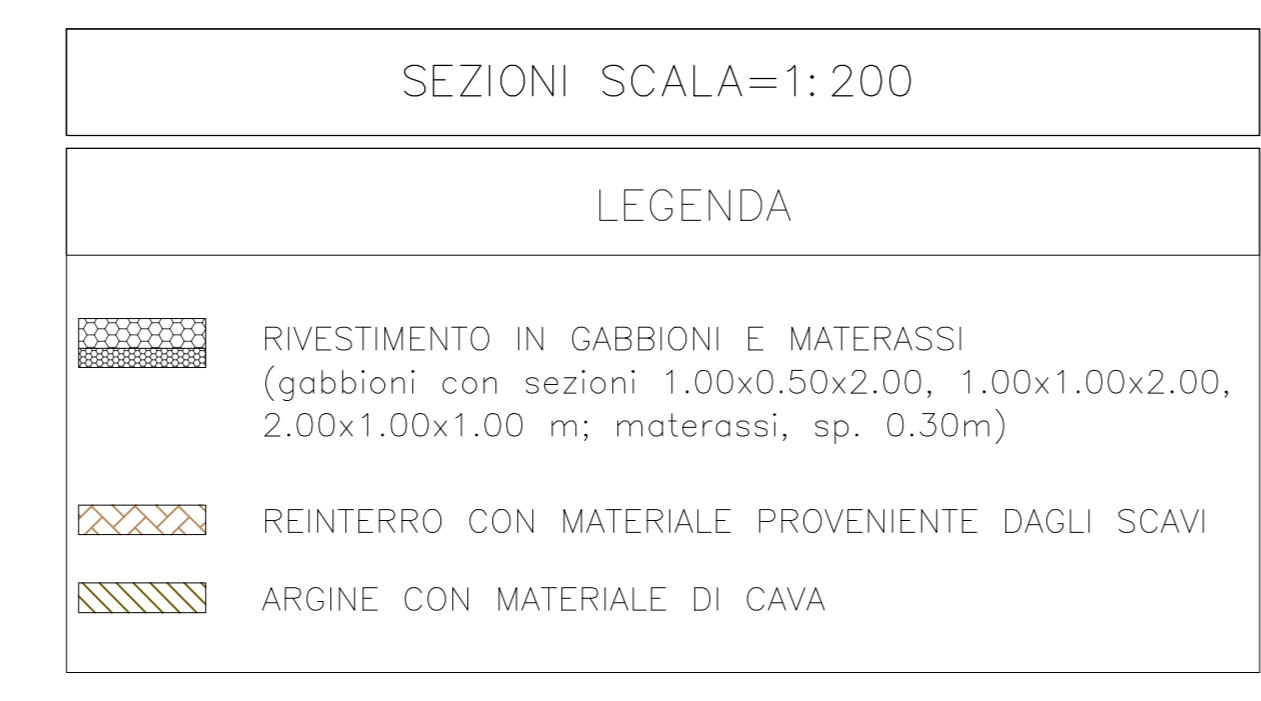 SEZIONI SCALA=1:200
LEGENDA
RIVESTIMENTO IN GABBIONI E MATERASSI
(gabbioni con sezioni 1.00x0.50x2.00, 1.00x1.00x2.00,
2.00x1.00x1.00 m; materassi, sp. 0.30m)
REINTERRO CON MATERIALE PROVENIENTE DAGLI SCAVI
ARGINE CON MATERIALE DI CAVA